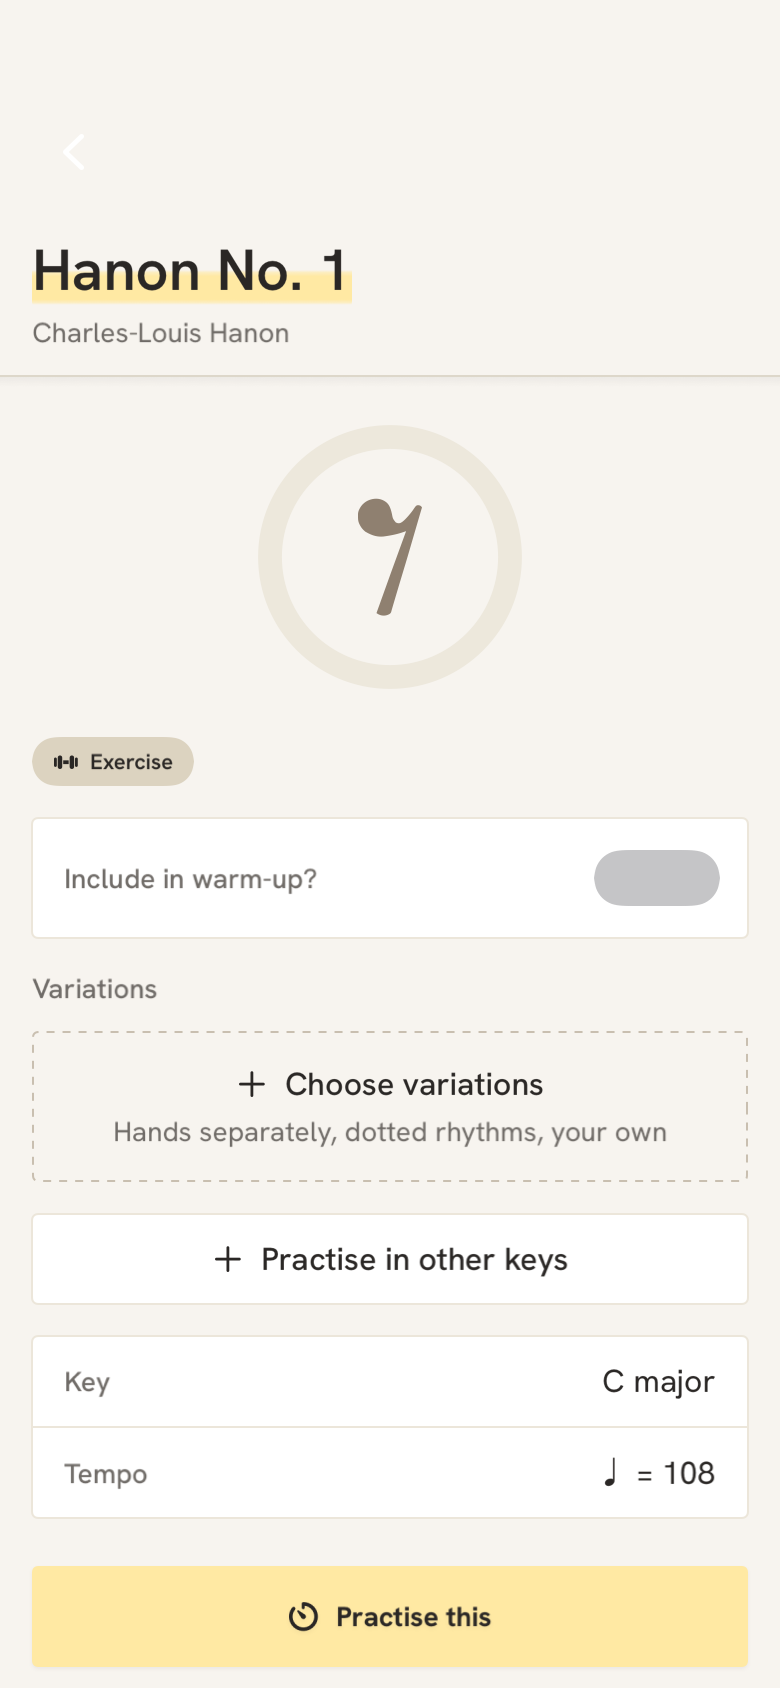 Hanon No. 1
Charles-Louis Hanon
Exercise
Include in warm-up?
Variations
+ Choose variations
Hands separately, dotted rhythms, your own
+ Practise in other keys
Key C major
Tempo ♩ = 108
Practise this